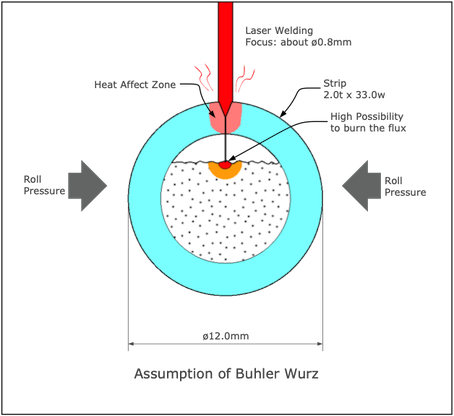 Laser Welding
Focus: about ø0.8mm
Heat Affect Zone
Strip
2.0t x 33.0w
High Possibility
to burn the flux
Roll
Pressure
Roll
Pressure
ø12.0mm
Assumption of Buhler Wurz